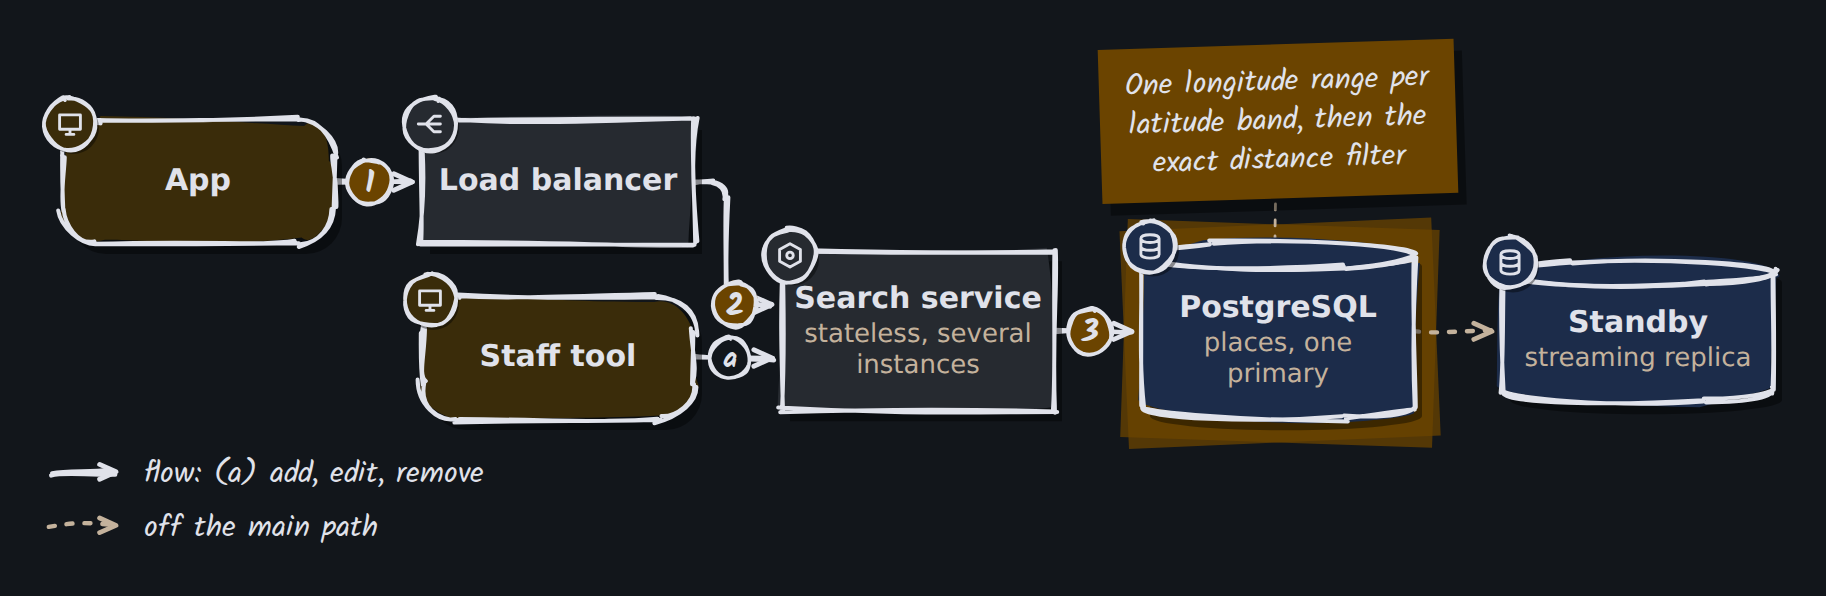 One longitude range per
latitude band, then the
exact distance filter
App
1
Load balancer
Staff tool
2
a
Search service
stateless, several
instances
3
PostgreSQL
places, one
primary
Standby
streaming replica
flow: (a) add, edit, remove
off the main path